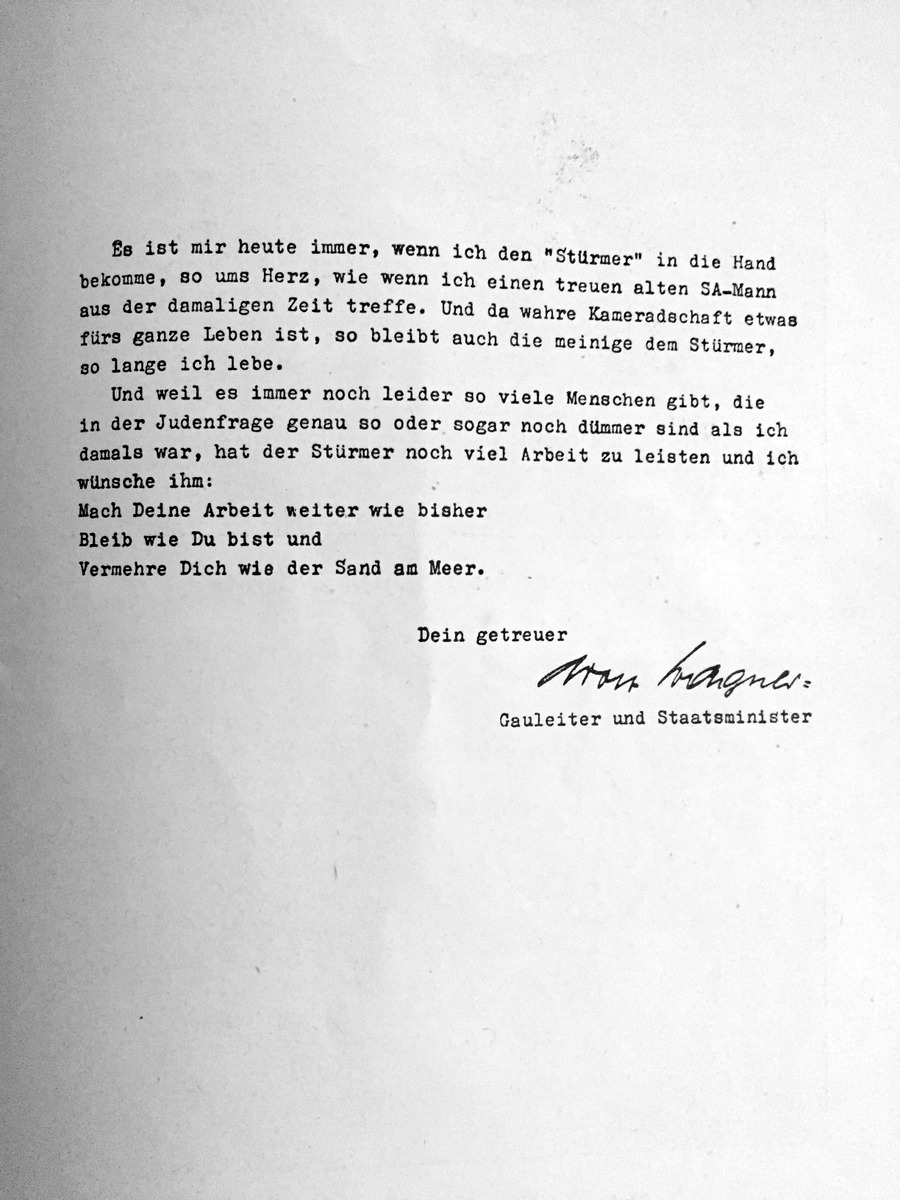 Es ist mir heute immer, wenn ich den "Stürmer" in die Hand
bekomme, so ums Herz, wie wenn ich einen treuen alten SA-Mann
aus der damaligen Zeit treffe. Und da wahre Kameradschaft etwas
fürs ganze Leben ist, so bleibt auch die meinige dem Stürmer,
so lange ich lebe.
Und weil es immer noch leider so viele Menschen gibt, die
in der Judenfrage genau so oder sogar noch dümmer sind als ich
damals war, hat der Stürmer noch viel Arbeit zu leisten und ich
wünsche ihm:
Mach Deine Arbeit weiter wie bisher
Bleib wie Du bist und
Vermehre Dich wie der Sand am Meer.
Dein getreuer
Wagner
Gauleiter und Staatsminister